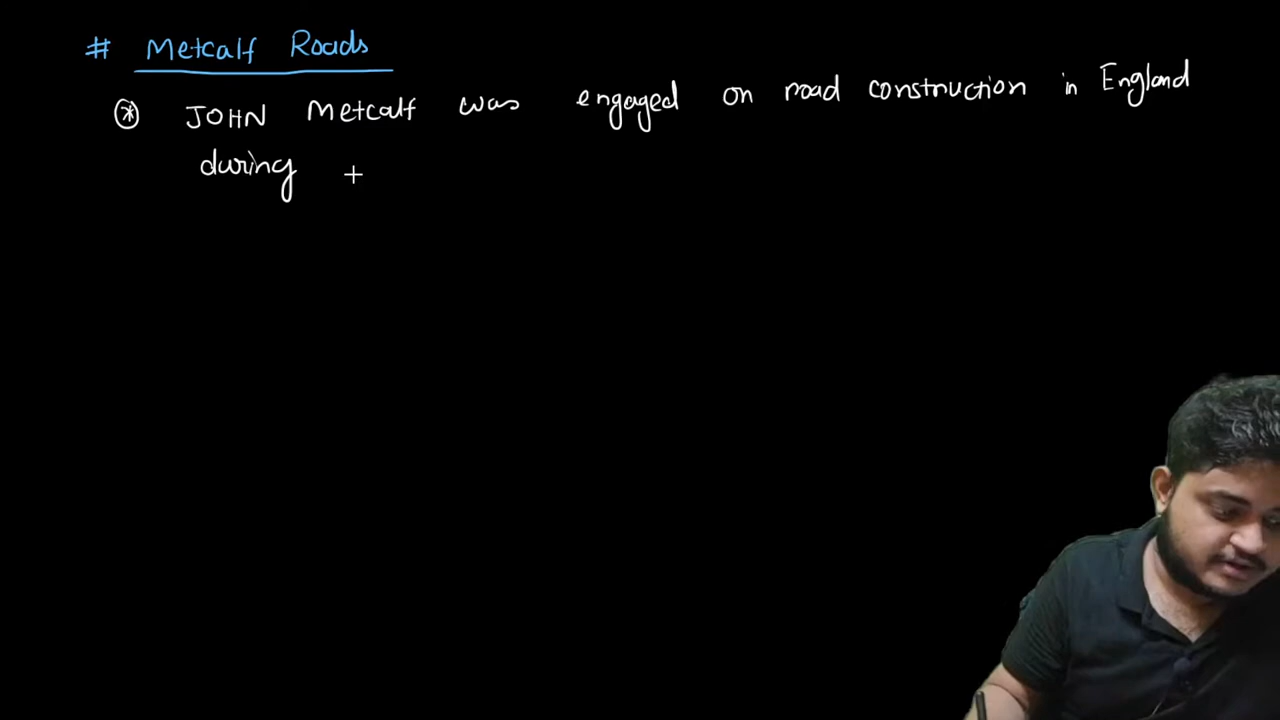 # Metcalf Roads
⊛ JOHN Metcalf was engaged on road construction in England
during t